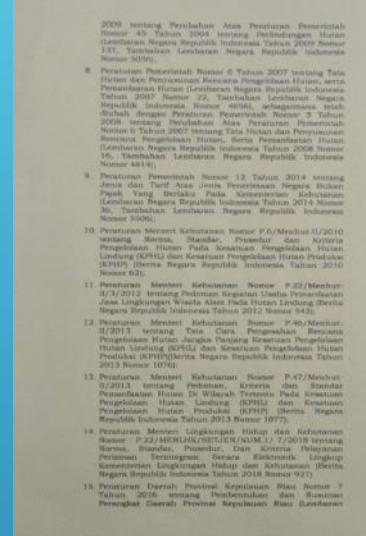 2009 tentang Perubahan Atas Peraturan Pemerintah
Nomor 45 Tahun 2004 tentang Perlindungan Hutan
(Lembaran Negara Republik Indonesia Tahun 2009 Nomor
137, Tambahan Lembaran Negara Republik Indonesia
Nomor 5056);
8. Peraturan Pemerintah Nomor 6 Tahun 2007 tentang Tata
Hutan dan Penyusunan Rencana Pengelolaan Hutan, serta
Pemanfaatan Hutan (Lembaran Negara Republik Indonesia
Tahun 2007 Nomor 22, Tambahan Lembaran Negara
Republik Indonesia Nomor 4696), sebagaimana telah
diubah dengan Peraturan Pemerintah Nomor 3 Tahun
2008 tentang Perubahan Atas Peraturan Pemerintah
Nomor 6 Tahun 2007 tentang Tata Hutan dan Penyusunan
Rencana Pengelolaan Hutan, Serta Pemanfaatan Hutan
(Lembaran Negara Republik Indonesia Tahun 2008 Nomor
16, Tambahan Lembaran Negara Republik Indonesia
Nomor 4814);
9. Peraturan Pemerintah Nomor 12 Tahun 2014 tentang
Jenis dan Tarif Atas Jenis Penerimaan Negara Bukan
Pajak Yang Berlaku Pada Kementerian Kehutanan
(Lembaran Negara Republik Indonesia Tahun 2014 Nomor
36, Tambahan Lembaran Negara Republik Indonesia
Nomor 5506);
10. Peraturan Menteri Kehutanan Nomor P.6/Menhut-II/2010
tentang Norma, Standar, Prosedur dan Kriteria
Pengelolaan Hutan Pada Kesatuan Pengelolaan Hutan
Lindung (KPHL) dan Kesatuan Pengelolaan Hutan Produksi
(KPHP) (Berita Negara Republik Indonesia Tahun 2010
Nomor 62);
11. Peraturan Menteri Kehutanan Nomor P.22/Menhut-
II/3/2012 tentang Pedoman Kegiatan Usaha Pemanfaatan
Jasa Lingkungan Wisata Alam Pada Hutan Lindung (Berita
Negara Republik Indonesia Tahun 2012 Nomor 543);
12. Peraturan Menteri Kehutanan Nomor P.46/Menhut-
II/2013 tentang Tata Cara Pengesahan Rencana
Pengelolaan Hutan Jangka Panjang Kesatuan Pengelolaan
Hutan Lindung (KPHL) dan Kesatuan Pengelolaan Hutan
Produksi (KPHP)(Berita Negara Republik Indonesia Tahun
2013 Nomor 1076);
13. Peraturan Menteri Kehutanan Nomor P.47/Menhut-
II/2013 tentang Pedoman, Kriteria dan Standar
Pemanfaatan Hutan Di Wilayah Tertentu Pada Kesatuan
Pengelolaan Hutan Lindung (KPHL) dan Kesatuan
Pengelolaan Hutan Produksi (KPHP) (Berita Negara
Republik Indonesia Tahun 2013 Nomor 1077);
14. Peraturan Menteri Lingkungan Hidup dan Kehutanan
Nomor : P.22/MENLHK/SETJEN/KUM.1/ 7/2018 tentang
Norma, Standar, Prosedur, Dan Kriteria Pelayanan
Perizinan Terintegrasi Secara Elektronik Lingkup
Kementerian Lingkungan Hidup dan Kehutanan (Berita
Negara Republik Indonesia Tahun 2018 Nomor 927)
15. Peraturan Daerah Provinsi Kepulauan Riau Nomor 7
Tahun 2016 tentang Pembentukan dan Susunan
Perangkat Daerah Provinsi Kepulauan Riau (Lembaran